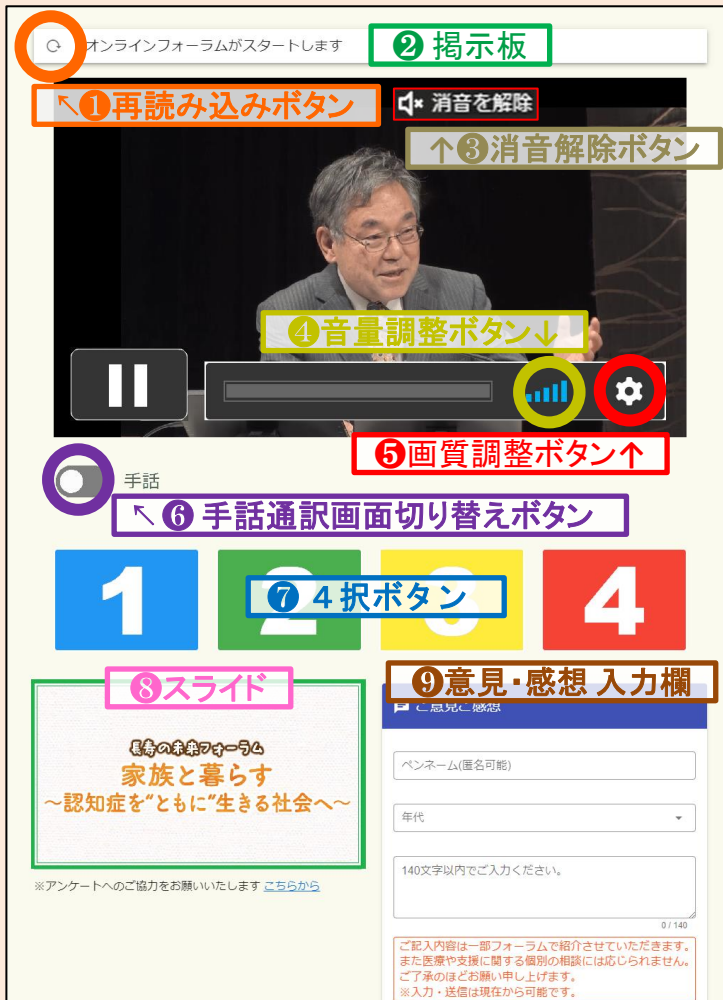 オンラインフォーラムがスタートします
❷ 掲示板
↖❶再読み込みボタン
消音を解除
↑❸消音解除ボタン
❹音量調整ボタン↓
❺画質調整ボタン↑
手話
↖❻ 手話通訳画面切り替えボタン
1 2 3 4
❼ ４択ボタン
❽スライド
❾意見・感想 入力欄
ご意見ご感想
長寿の未来フォーラム
家族と暮らす
～認知症を“ともに”生きる社会へ～
ペンネーム(匿名可能)
年代
140文字以内でご入力ください。
0 / 140
※アンケートへのご協力をお願いいたします こちらから
ご記入内容は一部フォーラムで紹介させていただきます。
また医療や支援に関する個別の相談には応じられません。
ご了承のほどお願い申し上げます。
※入力・送信は現在から可能です。